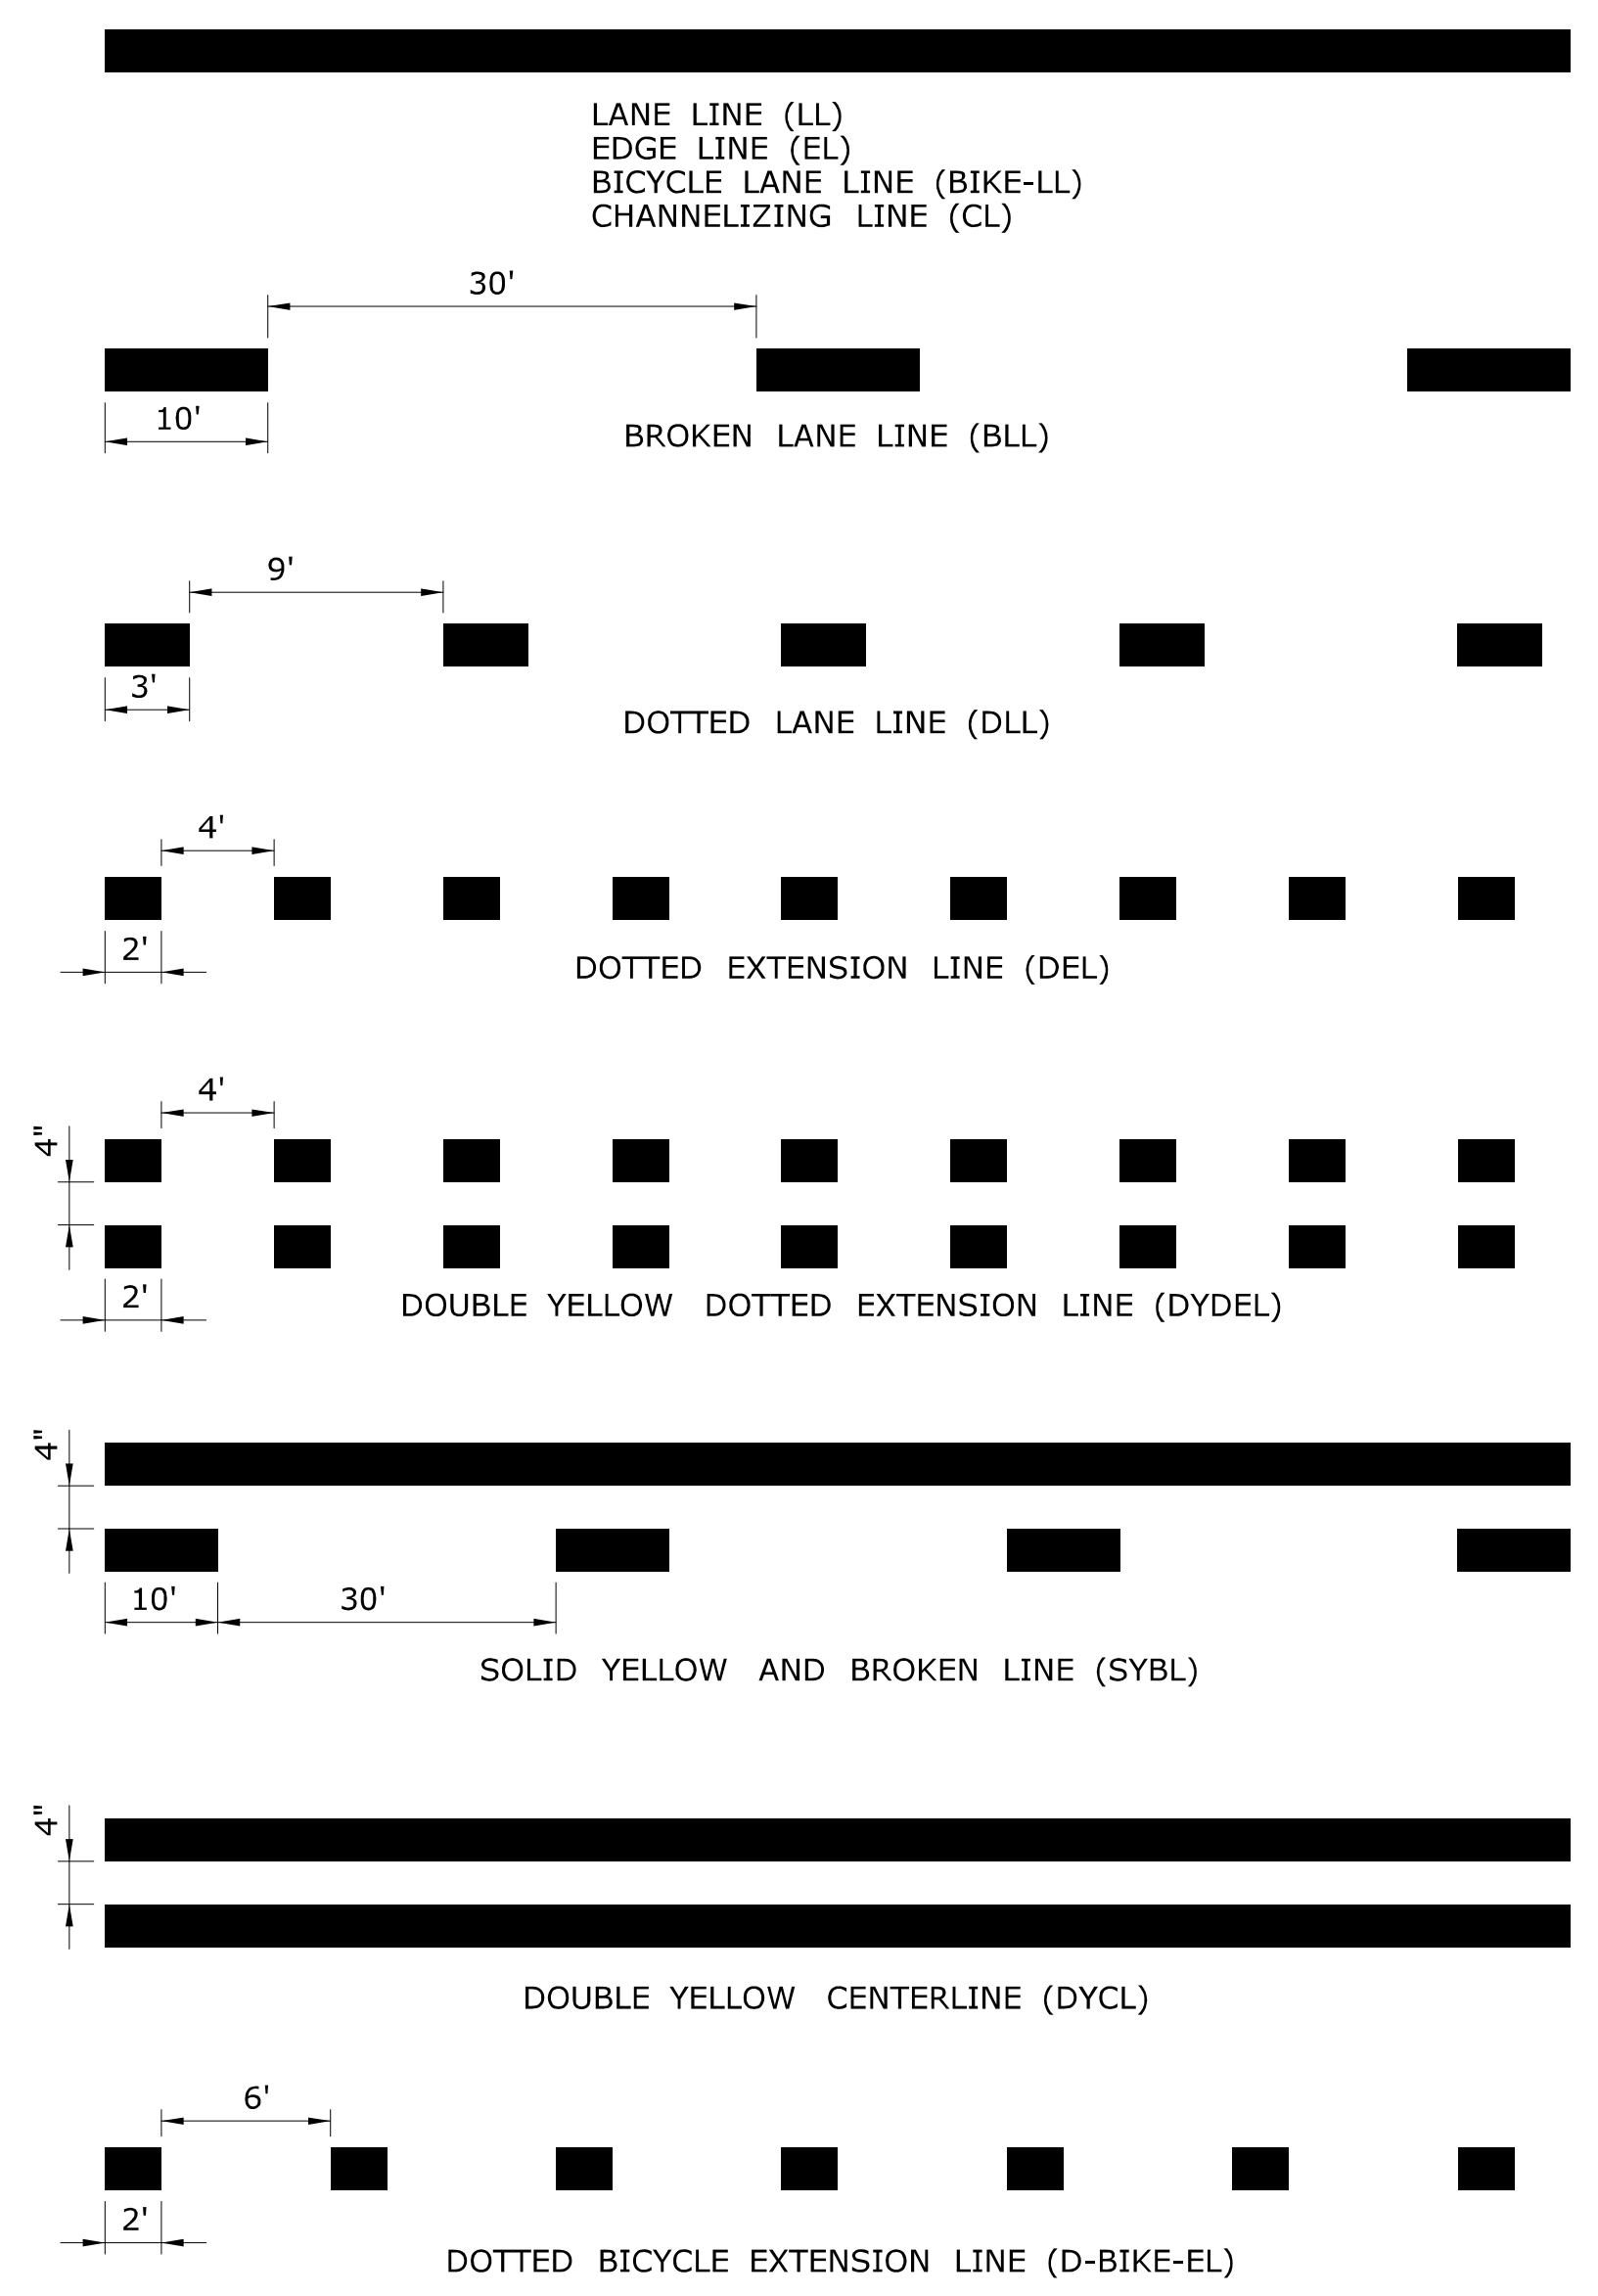 LANE LINE (LL)
EDGE LINE (EL)
BICYCLE LANE LINE (BIKE-LL)
CHANNELIZING LINE (CL)
30'
10'
BROKEN LANE LINE (BLL)
9'
3'
DOTTED LANE LINE (DLL)
4'
2'
DOTTED EXTENSION LINE (DEL)
4'
4"
2'
DOUBLE YELLOW DOTTED EXTENSION LINE (DYDEL)
4"
10' 30'
SOLID YELLOW AND BROKEN LINE (SYBL)
4"
DOUBLE YELLOW CENTERLINE (DYCL)
6'
2'
DOTTED BICYCLE EXTENSION LINE (D-BIKE-EL)